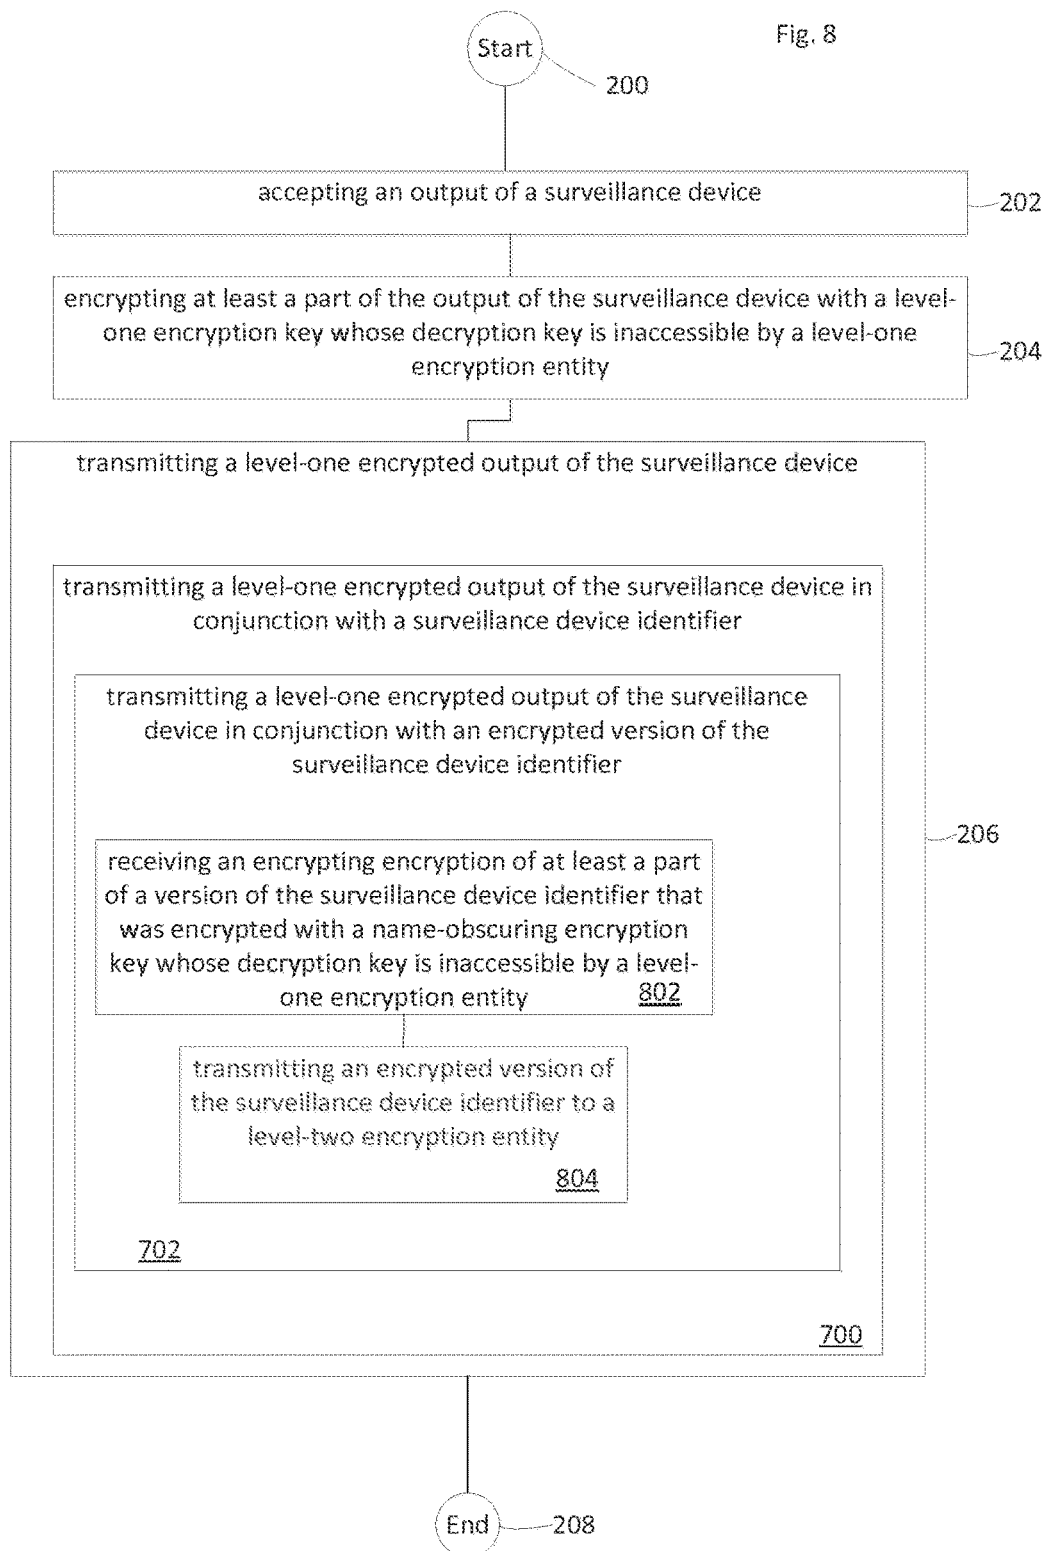 Fig. 8
Start
200
accepting an output of a surveillance device
202
encrypting at least a part of the output of the surveillance device with a level-
one encryption key whose decryption key is inaccessible by a level-one
encryption entity
204
transmitting a level-one encrypted output of the surveillance device
transmitting a level-one encrypted output of the surveillance device in
conjunction with a surveillance device identifier
transmitting a level-one encrypted output of the surveillance
device in conjunction with an encrypted version of the
surveillance device identifier
206
receiving an encrypting encryption of at least a part
of a version of the surveillance device identifier that
was encrypted with a name-obscuring encryption
key whose decryption key is inaccessible by a level-
one encryption entity
802
transmitting an encrypted version of
the surveillance device identifier to a
level-two encryption entity
804
702
700
End
208